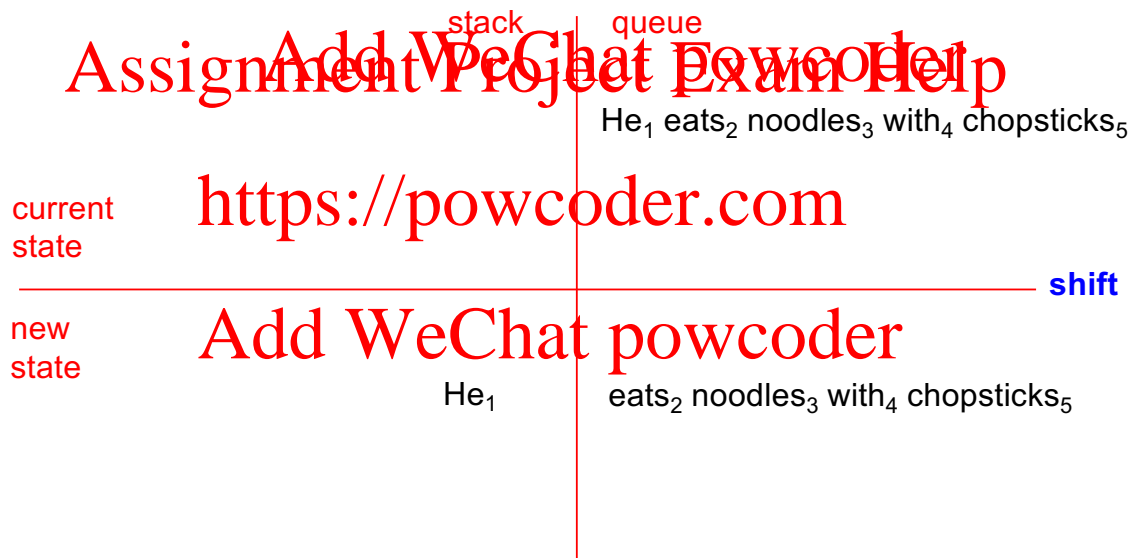 stack queue
Add WeChat powcoder
Assignment Project Exam Help
He₁ eats₂ noodles₃ with₄ chopsticks₅
https://powcoder.com
current
state
shift
new
state
Add WeChat powcoder
He₁ eats₂ noodles₃ with₄ chopsticks₅